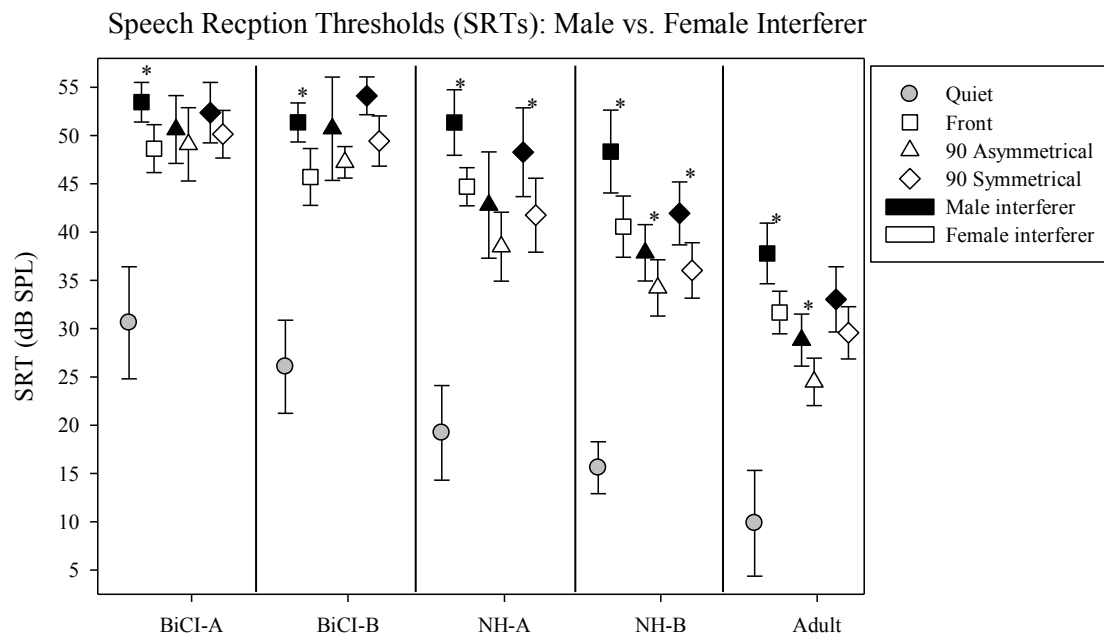 Speech Recption Thresholds (SRTs): Male vs. Female Interferer
SRT (dB SPL)
55
50
45
40
35
30
25
20
15
10
5
* * * * * * * * *
BiCI-A BiCI-B NH-A NH-B Adult
Quiet
Front
90 Asymmetrical
90 Symmetrical
Male interferer
Female interferer